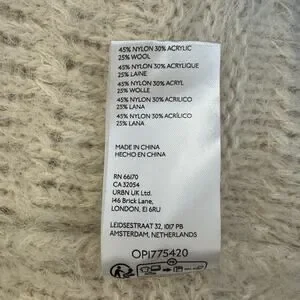 45% NYLON 30% ACRYLIC
25% WOOL
45% NYLON 30% ACRYLIQUE
25% LAINE
45% NYLON 30% ACRYL
25% WOLLE
45% NYLON 30% ACRILICO
25% LANA
45% NYLON 30% ACRÍLICO
25% LANA
MADE IN CHINA
HECHO EN CHINA
RN 66170
CA 32054
URBN UK Ltd.
146 Brick Lane,
LONDON, E1 6RU
LEIDSESTRAAT 32, 1017 PB
AMSTERDAM, NETHERLANDS
OP1775420